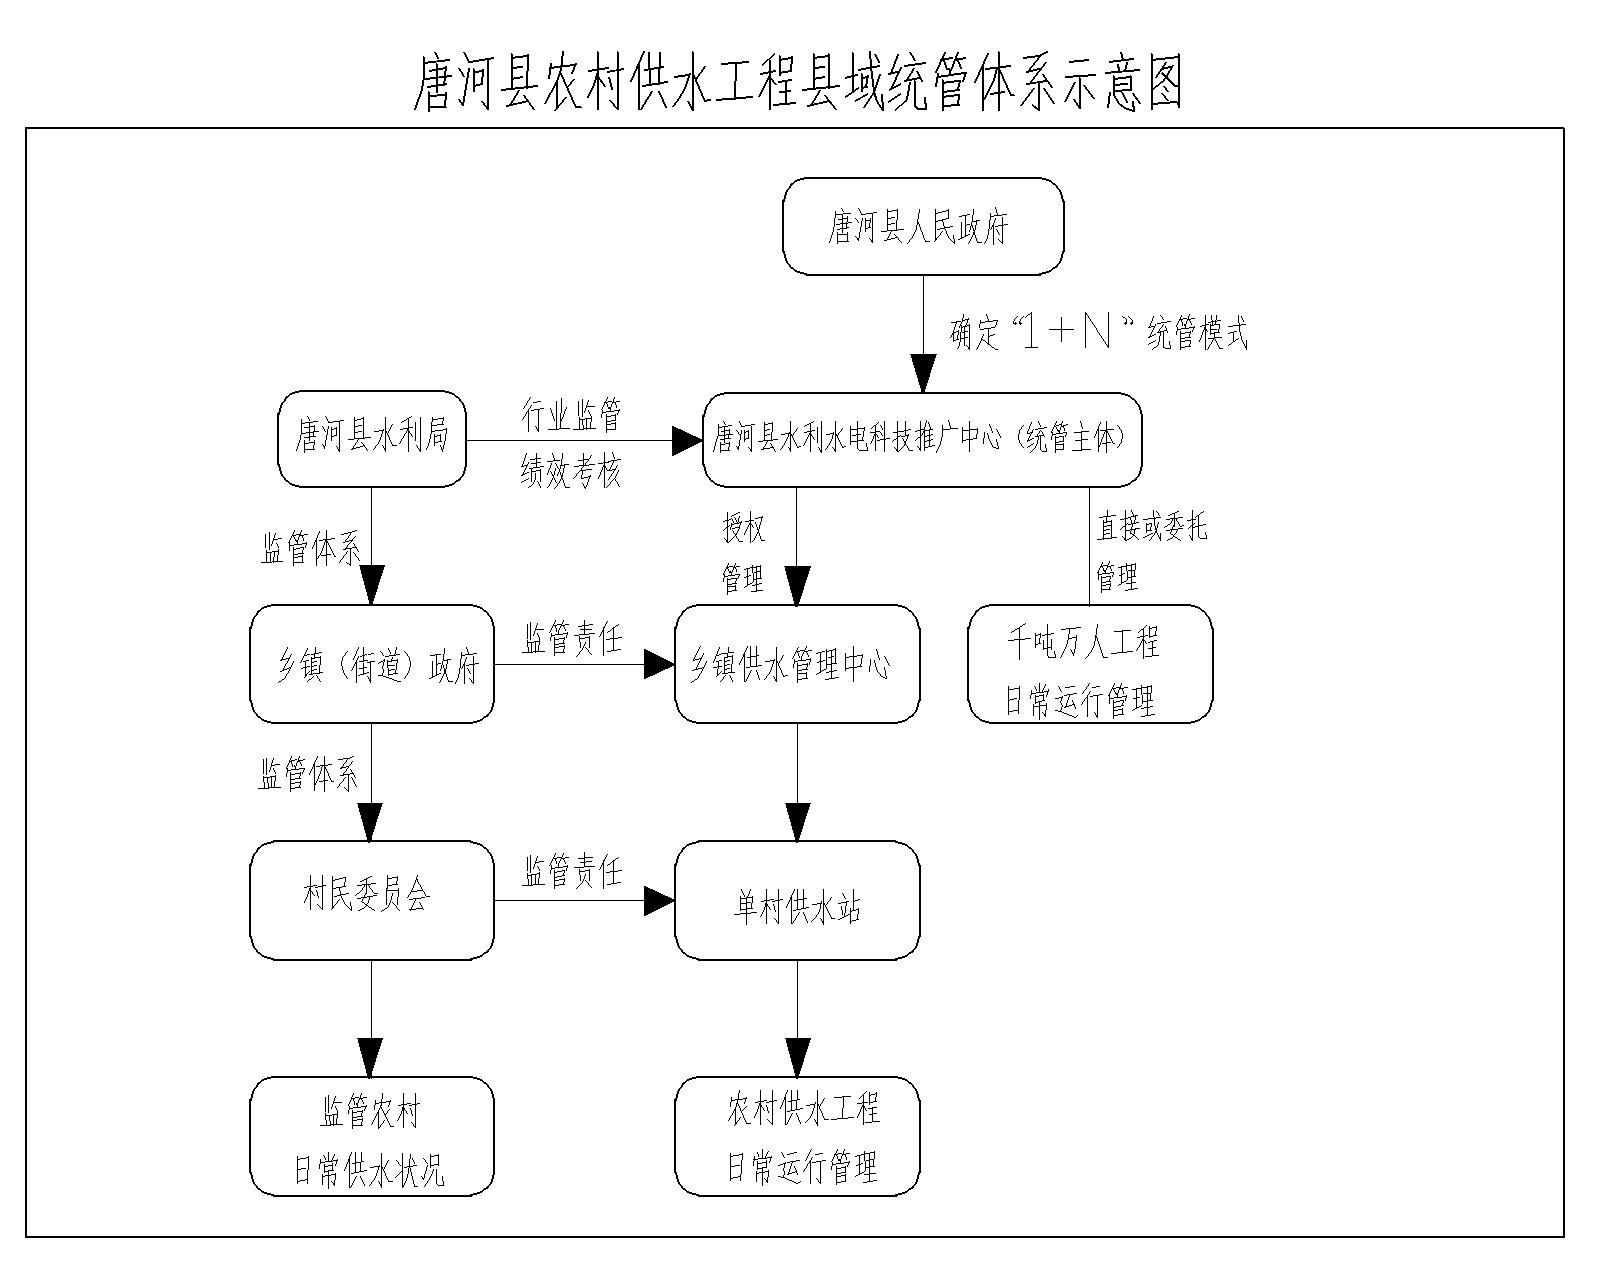 唐河县农村供水工程县域统管体系示意图
唐河县人民政府
确定“1+N”统管模式
唐河县水利局
行业监管
绩效考核
唐河县水利水电科技推广中心（统管主体）
监管体系
授权
管理
直接或委托
管理
乡镇（街道）政府
监管责任
乡镇供水管理中心
千吨万人工程
日常运行管理
监管体系
村民委员会
监管责任
单村供水站
监管农村
日常供水状况
农村供水工程
日常运行管理